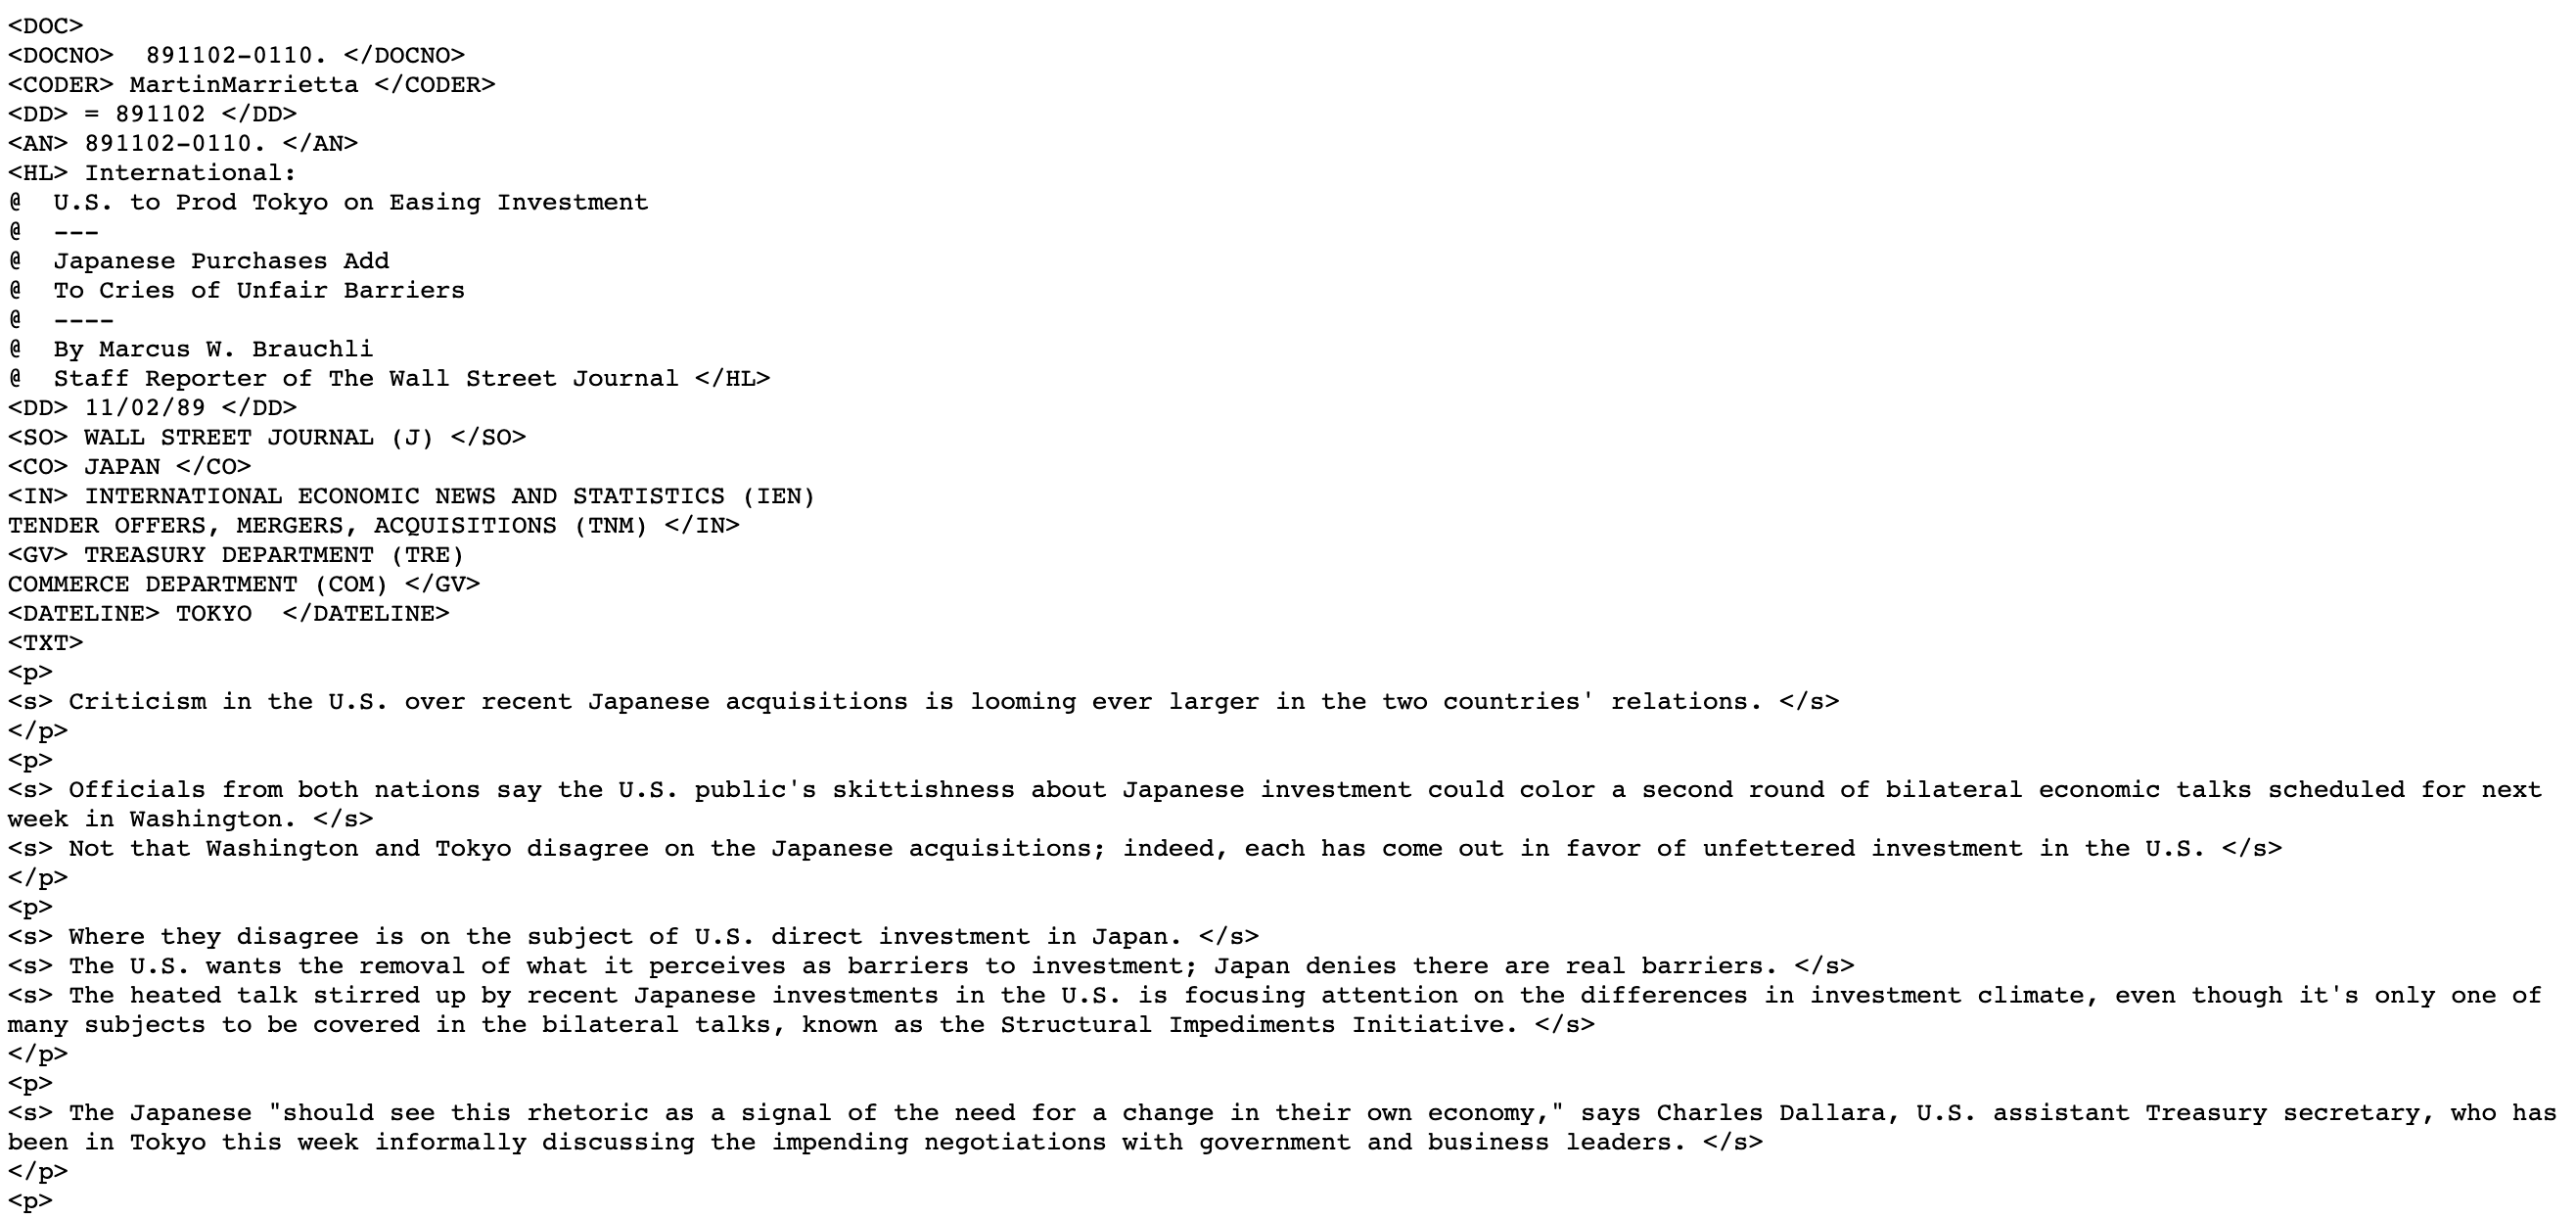 <DOC>
<DOCNO>  891102-0110. </DOCNO>
<CODER> MartinMarrietta </CODER>
<DD> = 891102 </DD>
<AN> 891102-0110. </AN>
<HL> International:
@  U.S. to Prod Tokyo on Easing Investment
@  ---
@  Japanese Purchases Add
@  To Cries of Unfair Barriers
@  ----
@  By Marcus W. Brauchli
@  Staff Reporter of The Wall Street Journal </HL>
<DD> 11/02/89 </DD>
<SO> WALL STREET JOURNAL (J) </SO>
<CO> JAPAN </CO>
<IN> INTERNATIONAL ECONOMIC NEWS AND STATISTICS (IEN)
TENDER OFFERS, MERGERS, ACQUISITIONS (TNM) </IN>
<GV> TREASURY DEPARTMENT (TRE)
COMMERCE DEPARTMENT (COM) </GV>
<DATELINE> TOKYO  </DATELINE>
<TXT>
<p>
<s> Criticism in the U.S. over recent Japanese acquisitions is looming ever larger in the two countries' relations. </s>
</p>
<p>
<s> Officials from both nations say the U.S. public's skittishness about Japanese investment could color a second round of bilateral economic talks scheduled for next
week in Washington. </s>
<s> Not that Washington and Tokyo disagree on the Japanese acquisitions; indeed, each has come out in favor of unfettered investment in the U.S. </s>
</p>
<p>
<s> Where they disagree is on the subject of U.S. direct investment in Japan. </s>
<s> The U.S. wants the removal of what it perceives as barriers to investment; Japan denies there are real barriers. </s>
<s> The heated talk stirred up by recent Japanese investments in the U.S. is focusing attention on the differences in investment climate, even though it's only one of
many subjects to be covered in the bilateral talks, known as the Structural Impediments Initiative. </s>
</p>
<p>
<s> The Japanese "should see this rhetoric as a signal of the need for a change in their own economy," says Charles Dallara, U.S. assistant Treasury secretary, who has
been in Tokyo this week informally discussing the impending negotiations with government and business leaders. </s>
</p>
<p>